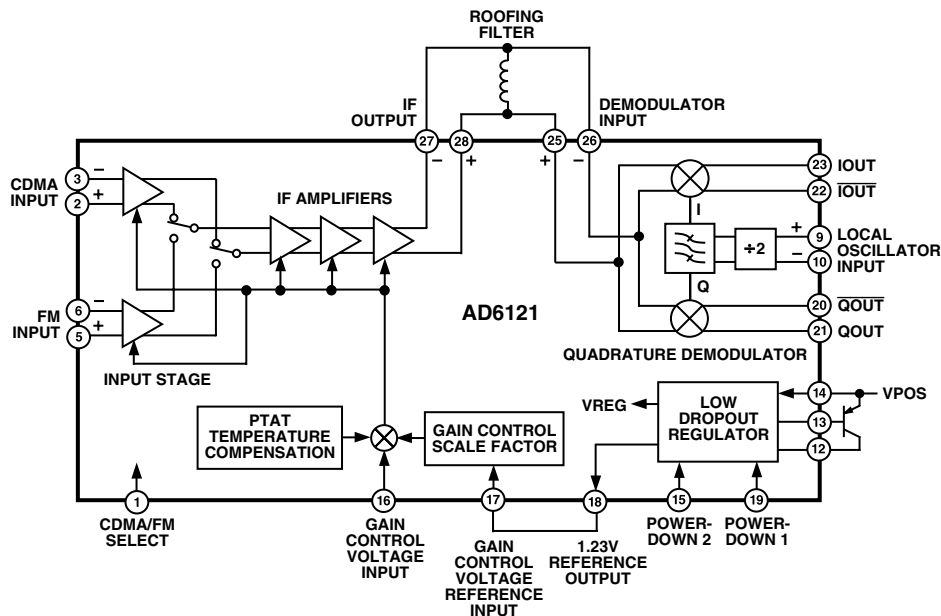 ROOFING
FILTER
IF
OUTPUT
DEMODULATOR
INPUT
27
28
25
26
−
+
+
−
CDMA
INPUT
3
−
2
+
IF AMPLIFIERS
23
IOUT
22
IOUT
I
÷2
+
9
LOCAL
OSCILLATOR
INPUT
−
10
Q
FM
INPUT
6
−
5
+
AD6121
20
QOUT
21
QOUT
INPUT STAGE
QUADRATURE DEMODULATOR
PTAT
TEMPERATURE
COMPENSATION
GAIN CONTROL
SCALE FACTOR
VREG
LOW
DROPOUT
REGULATOR
14
VPOS
13
12
1
16
17
18
15
19
CDMA/FM
SELECT
GAIN
CONTROL
VOLTAGE
INPUT
GAIN
CONTROL
VOLTAGE
REFERENCE
INPUT
1.23V
REFERENCE
OUTPUT
POWER-
DOWN 2
POWER-
DOWN 1